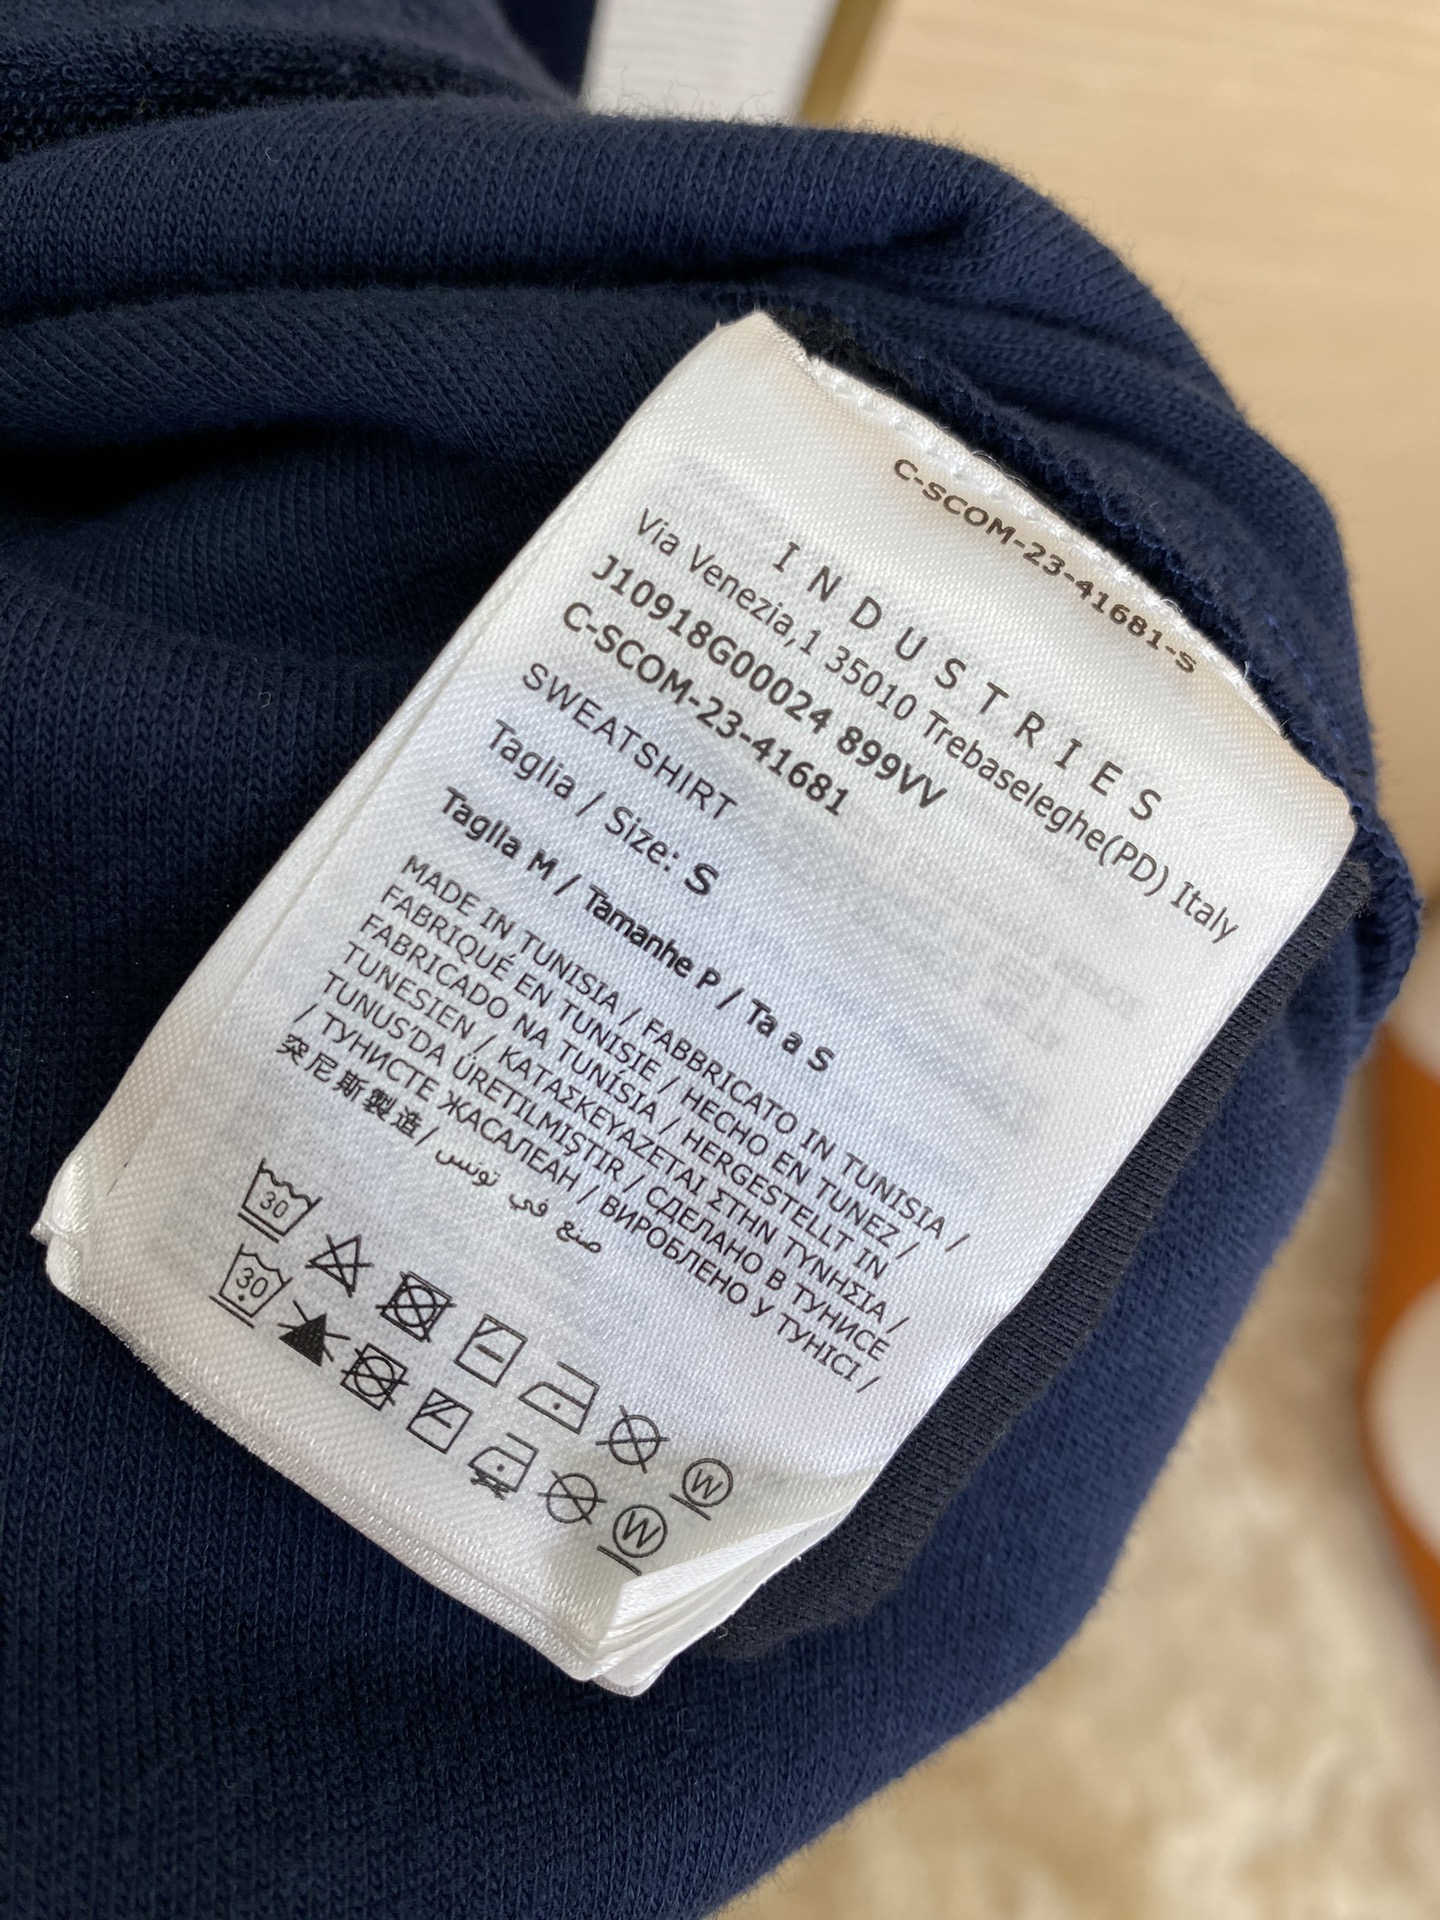 C-SCOM-23-41681-S
INDUSTRIES
Via Venezia,1 35010 Trebaseleghe(PD) Italy
J10918G00024 899VV
C-SCOM-23-41681
SWEATSHIRT
Taglia / Size: S
Taglla M / Tamanhe P / Ta a S
MADE IN TUNISIA / FABBRICATO IN TUNISIA /
FABRIQUÉ EN TUNISIE / HECHO EN TUNEZ /
FABRICADO NA TUNÍSIA / HERGESTELLT IN
TUNESIEN / ΚΑΤΑΣΚΕΥΑΖΕΤΑΙ ΣΤΗΝ ΤΥΝΗΣΙΑ /
TUNUS'DA ÜRETILMIŞTIR / СДЕЛАНО В ТУНИСЕ
/ ТУНИСТЕ ЖАСАЛЕАН / ВИРОБЛЕНО У ТУНІСІ /
突尼斯製造 / صنع في تونس
30
W
30
W